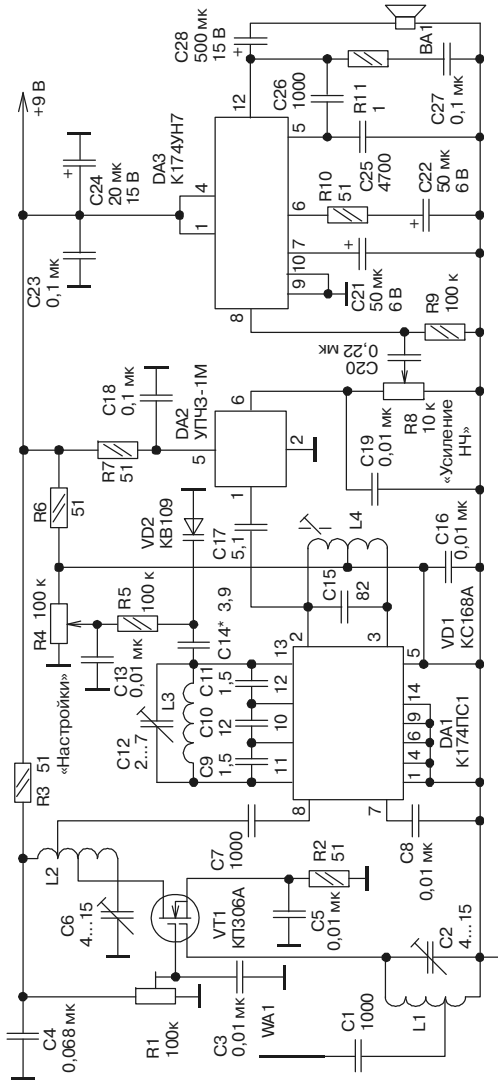 C4
0,068 мк
R1
100к
C3
0,01 мк
WA1
C1
1000
L1
C2
4...15
L2
C6
4...15
VT1
КП306А
C5
0,01 мк
R2
51
R3
51
«Настройки»
C7
1000
C8
0,01 мк
R4
100 к
C13
0,01 мк
R5
100 к
R6
51
C12
2...7
L3
C9
1,5
C10
12
C11
1,5
C14* 3,9
VD2
КВ109
8
7
11
10
12
13
2
3
1
4
6
9
14
5
DA1
К174ПС1
VD1
КС168А
C15
82
L4
C16
0,01 мк
C17
5,1
R7
51
C18
0,1 мк
DA2
УПЧЗ-1М
5
1
6
2
C19
0,01 мк
R8
10 к
«Усиление
НЧ»
C20
0,22 мк
R9
100 к
C23
0,1 мк
C24
20 мк
15 В
+
+9 В
DA3
К174УН7
1
4
8
9
10
7
6
5
12
C21
50 мк
6 В
+
R10
51
C22
50 мк
6 В
+
C25
4700
C26
1000
R11
1
C27
0,1 мк
C28
500 мк
15 В
+
BA1